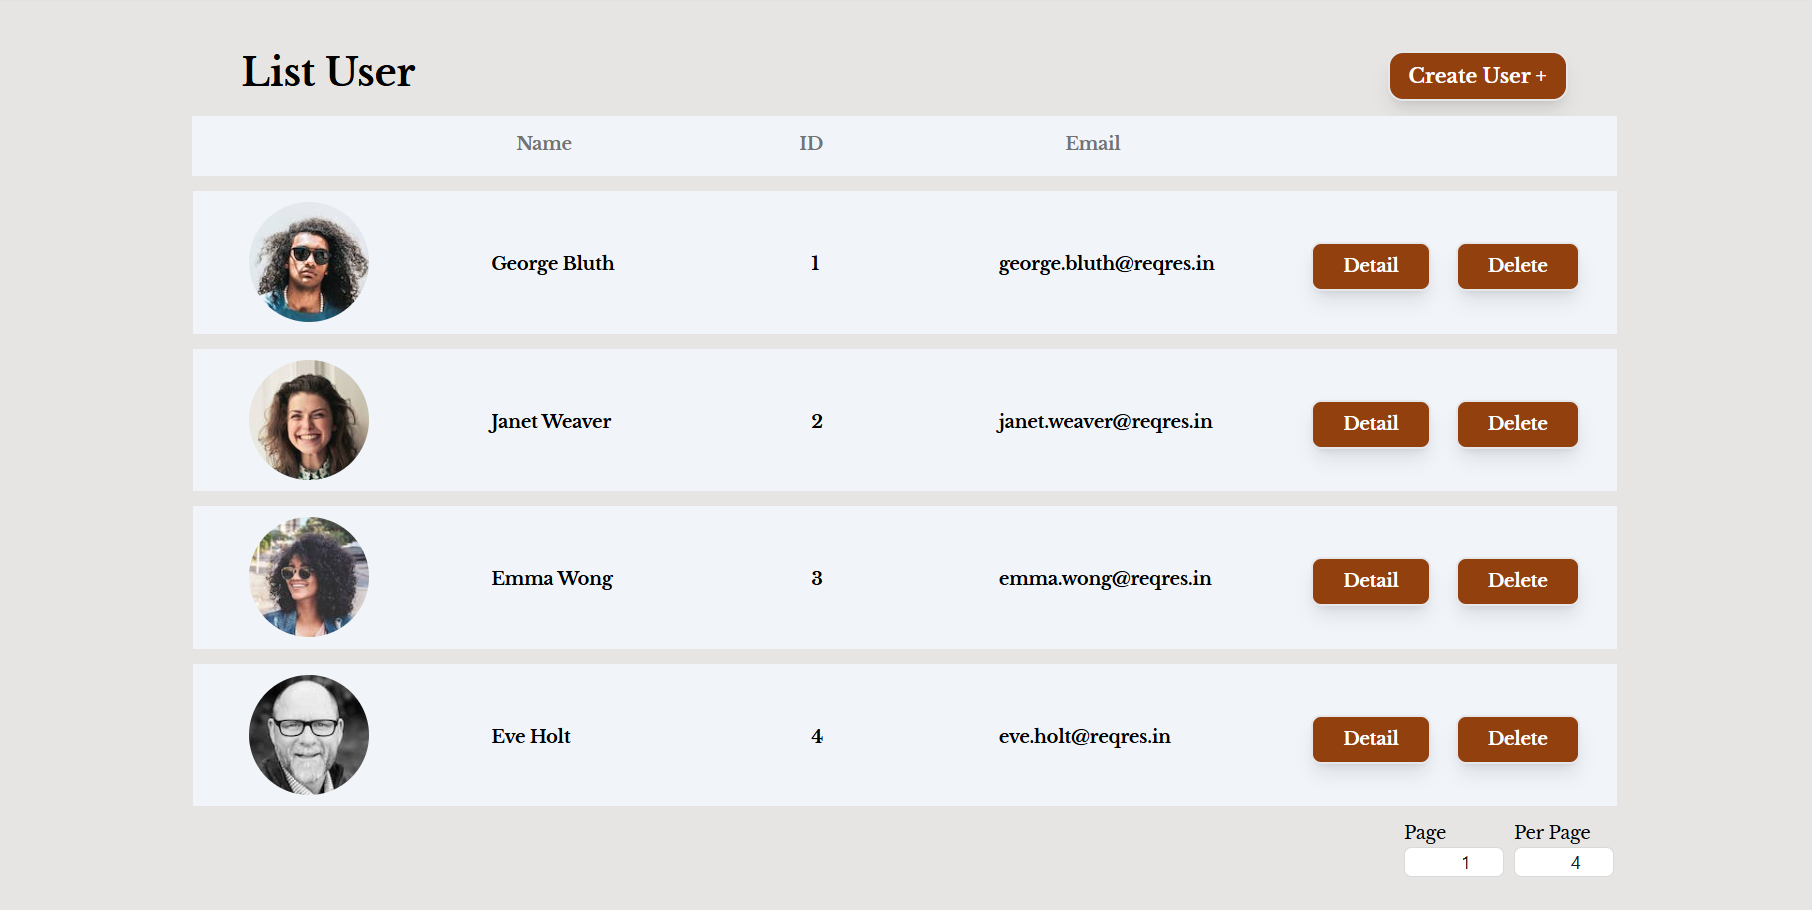 List User
Create User +
Name ID Email
George Bluth 1 george.bluth@reqres.in Detail Delete
Janet Weaver 2 janet.weaver@reqres.in Detail Delete
Emma Wong 3 emma.wong@reqres.in Detail Delete
Eve Holt 4 eve.holt@reqres.in Detail Delete
Page Per Page
1 4